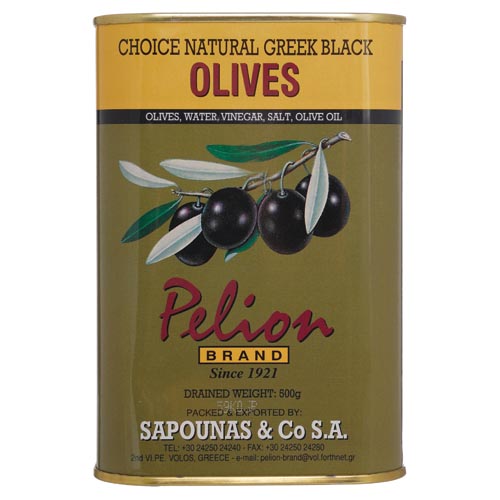 CHOICE NATURAL GREEK BLACK
OLIVES
OLIVES, WATER, VINEGAR, SALT, OLIVE OIL
Pelion
BRAND
Since 1921
DRAINED WEIGHT: 500g
PACKED & EXPORTED BY:
SAPOUNAS & Co S.A.
TEL: +30 24250 24240 - FAX: +30 24250 24260
2nd VI.PE. VOLOS, GREECE - e-mail: pelion-brand@vol.forthnet.gr